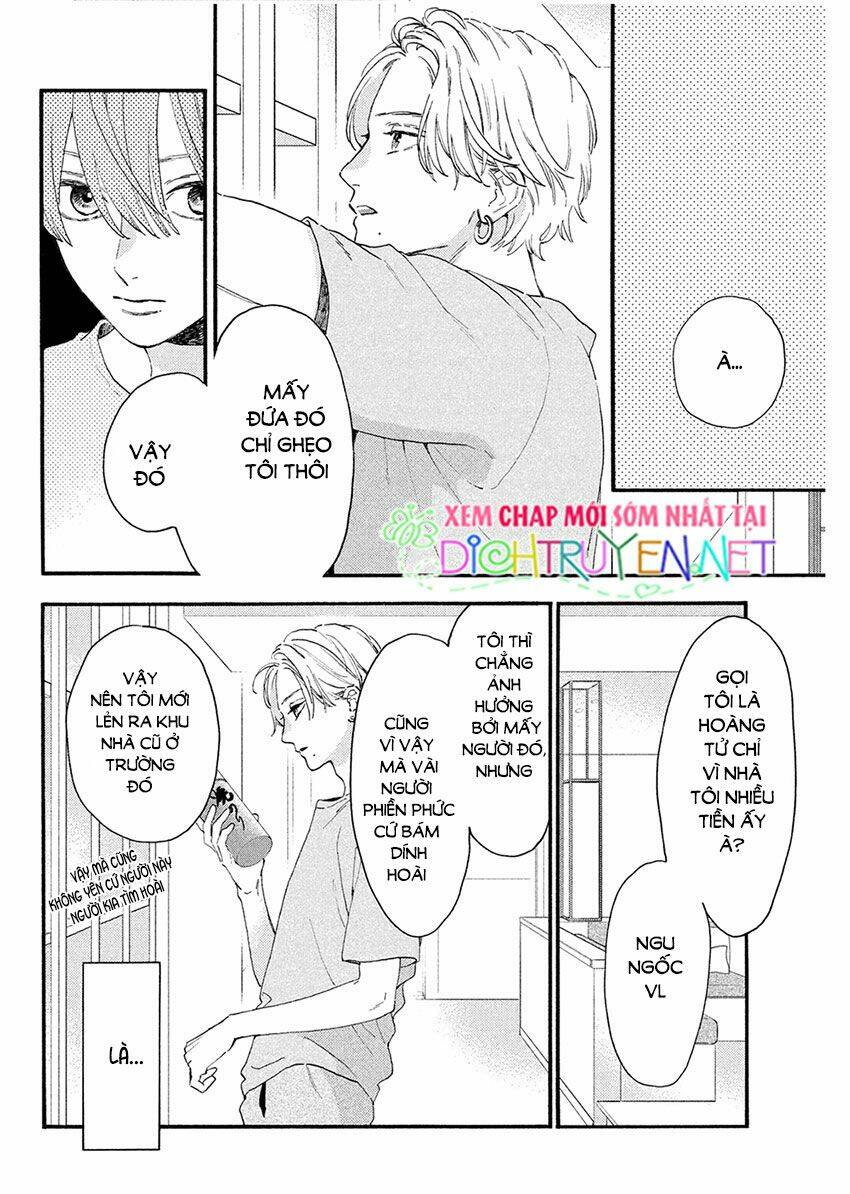 À...
MẤY
ĐỨA ĐÓ
CHỈ GHẸO
TÔI THÔI
VẬY
ĐÓ
XEM CHAP MỚI SỚM NHẤT TẠI
DICHTRUYEN.NET
GỌI
TÔI LÀ
HOÀNG
TỬ CHỈ
VÌ NHÀ
TÔI NHIỀU
TIỀN ẤY
À?
NGU
NGỐC
VL
TÔI THÌ
CHẲNG
ẢNH
HƯỞNG
BỞI MẤY
NGƯỜI ĐÓ,
NHƯNG
CŨNG
VÌ VẬY
MÀ VÀI
NGƯỜI
PHIỀN PHỨC
CỨ BÁM
DÍNH
HOÀI
VẬY
NÊN TÔI MỚI
LẺN RA KHU
NHÀ CŨ Ở
TRƯỜNG
ĐÓ
VẬY MÀ CŨNG
KHÔNG YÊN CỨ NGƯỜI NÀY
NGƯỜI KIA TÌM HOÀI
LÀ...